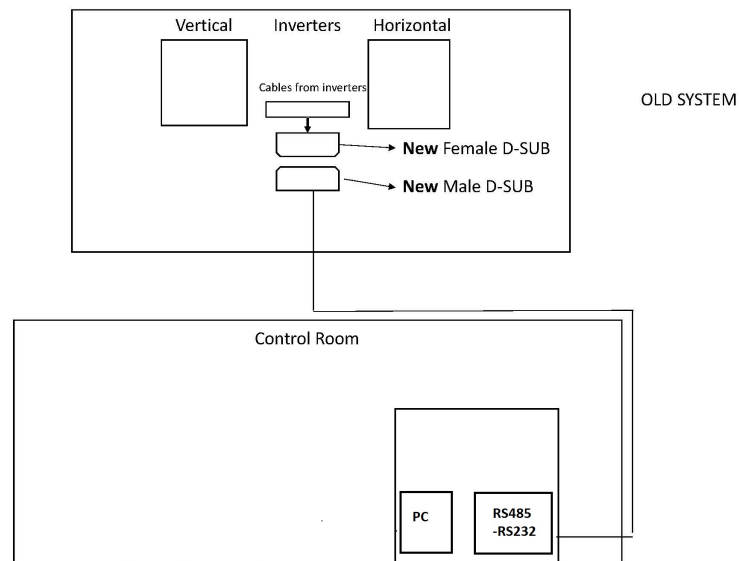 Vertical Inverters Horizontal
Cables from inverters
OLD SYSTEM
New Female D-SUB
New Male D-SUB
Control Room
PC
RS485
-RS232